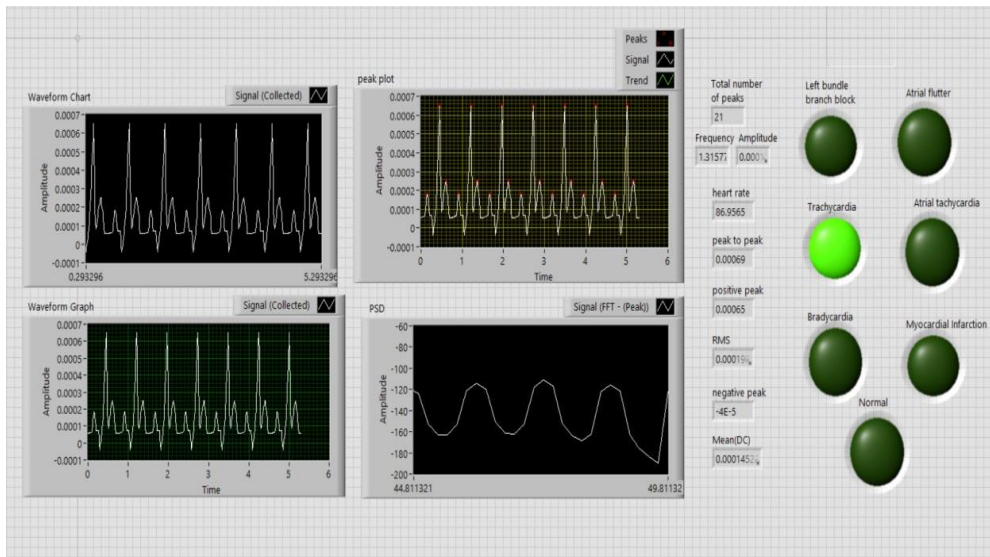 Waveform Chart
Signal (Collected)
Amplitude
0.0007
0.0006
0.0005
0.0004
0.0003
0.0002
0.0001
0
-0.0001
0.293296
5.293296
peak plot
Peaks
Signal
Trend
Amplitude
0.0007
0.0006
0.0005
0.0004
0.0003
0.0002
0.0001
0
-0.0001
0 1 2 3 4 5 6
Time
Waveform Graph
Signal (Collected)
Amplitude
0.0007
0.0006
0.0005
0.0004
0.0003
0.0002
0.0001
0
-0.0001
0 1 2 3 4 5 6
Time
PSD
Signal (FFT - (Peak))
Amplitude
-60
-80
-100
-120
-140
-160
-180
-200
44.811321
49.81132
Total number
of peaks
21
Frequency Amplitude
heart rate
86.9565
peak to peak
0.00069
positive peak
0.00065
RMS
negative peak
-4E-5
Mean(DC)
Left bundle
branch block
Atrial flutter
Trachycardia
Atrial tachycardia
Bradycardia
Myocardial Infarction
Normal